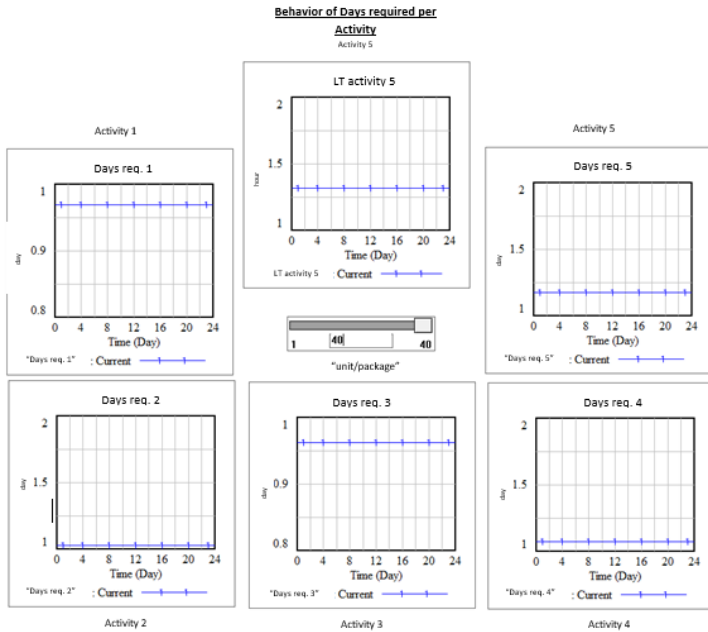 Behavior of Days required per
Activity
Activity 5
LT activity 5
2
1.5
1
hour
0 4 8 12 16 20 24
Time (Day)
LT activity 5 : Current
Activity 1
Days req. 1
1
0.9
0.8
day
0 4 8 12 16 20 24
Time (Day)
"Days req. 1" : Current
Activity 5
Days req. 5
2
1.5
1
day
0 4 8 12 16 20 24
Time (Day)
"Days req. 5" : Current
1 40 40
"unit/package"
Days req. 2
2
1.5
1
day
0 4 8 12 16 20 24
Time (Day)
"Days req. 2" : Current
Activity 2
Days req. 3
1
0.9
0.8
day
0 4 8 12 16 20 24
Time (Day)
"Days req. 3" : Current
Activity 3
Days req. 4
2
1.5
1
day
0 4 8 12 16 20 24
Time (Day)
"Days req. 4" : Current
Activity 4